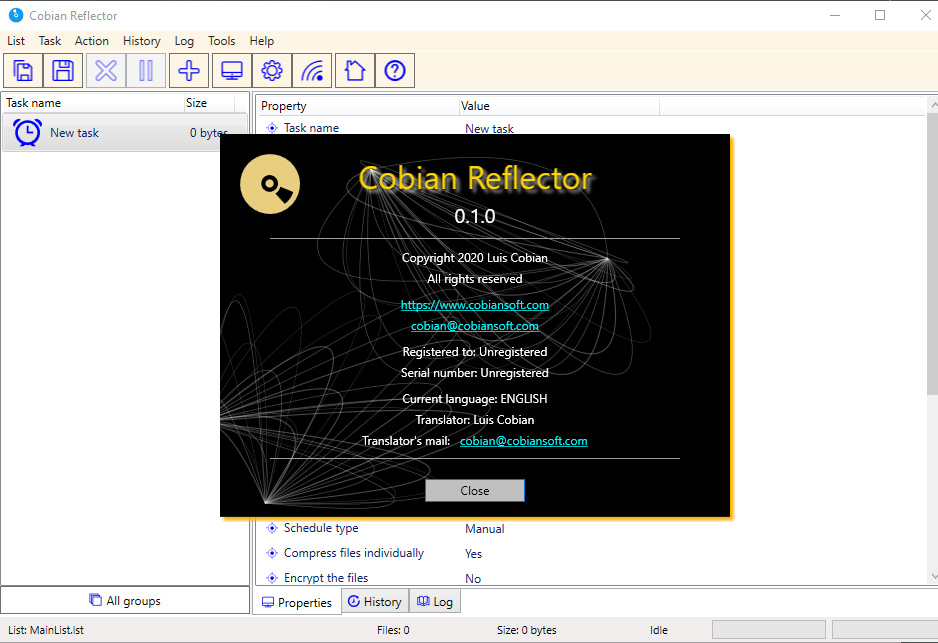 Cobian Reflector
List Task Action History Log Tools Help
Task name Size
New task 0 bytes
Property Value
Task name New task
Cobian Reflector
0.1.0
Copyright 2020 Luis Cobian
All rights reserved
https://www.cobiansoft.com
cobian@cobiansoft.com
Registered to: Unregistered
Serial number: Unregistered
Current language: ENGLISH
Translator: Luis Cobian
Translator's mail: cobian@cobiansoft.com
Close
Schedule type Manual
Compress files individually Yes
Encrypt the files No
All groups
Properties History Log
List: MainList.lst Files: 0 Size: 0 bytes Idle